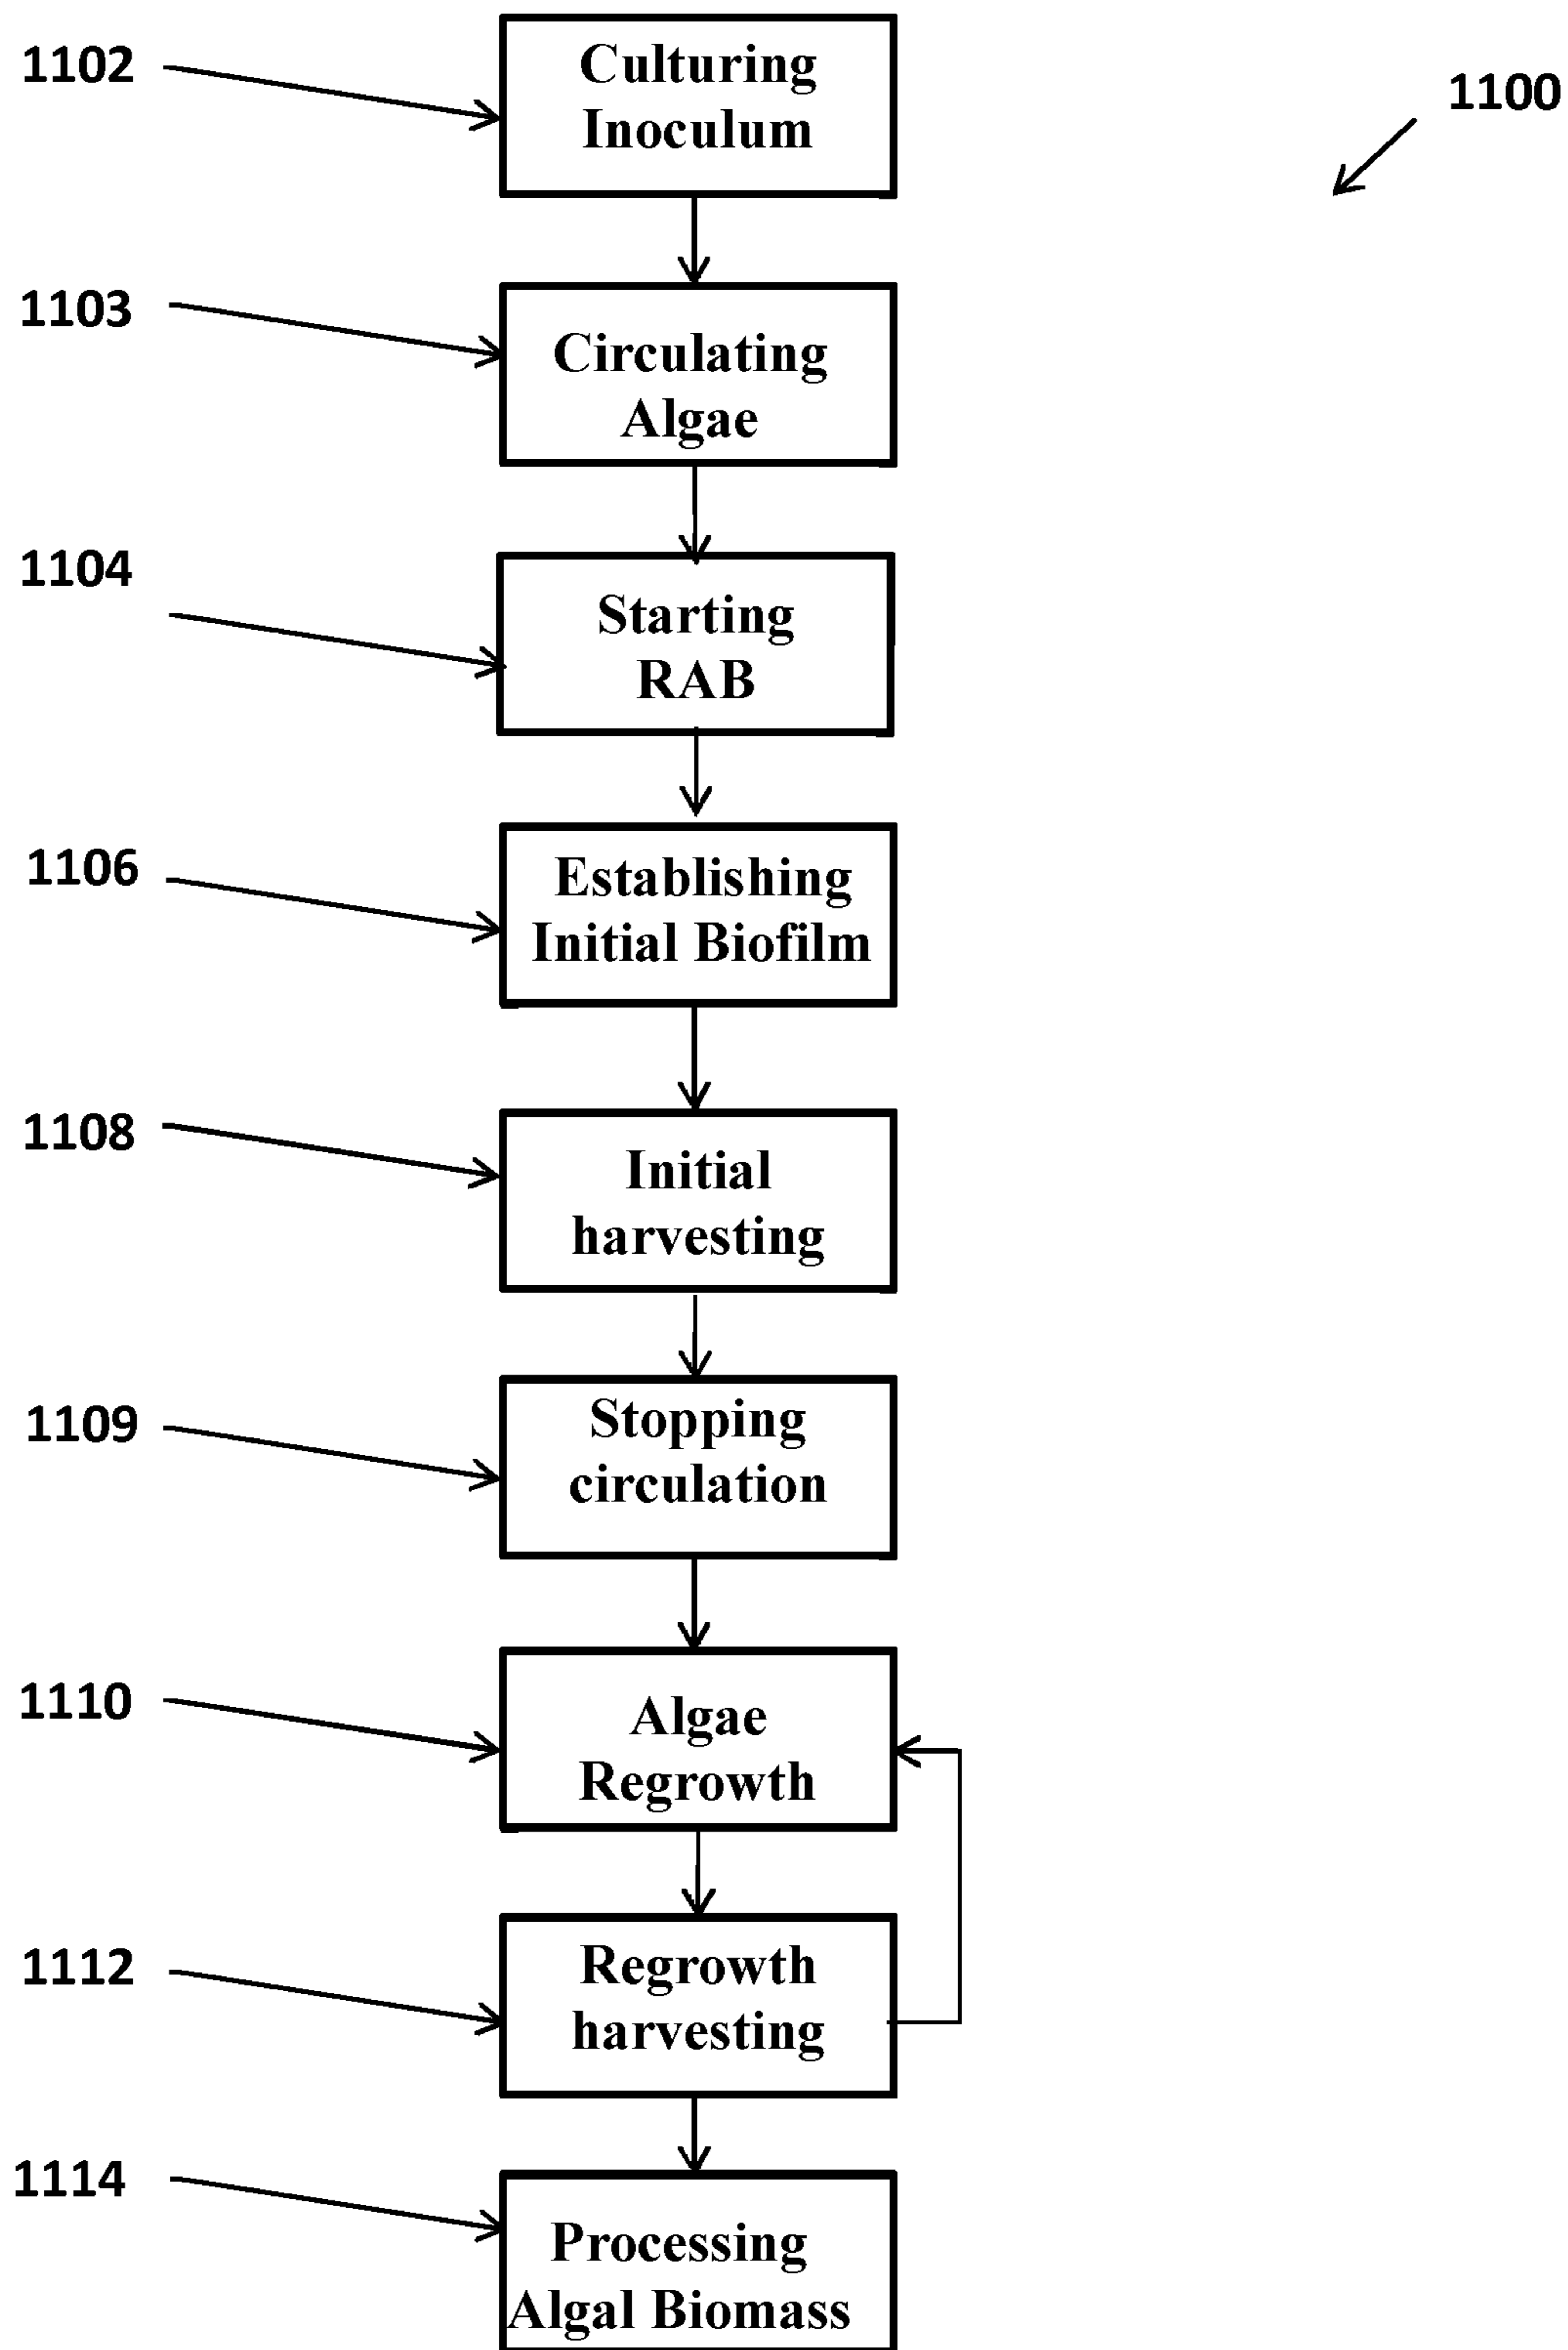 1102
Culturing
Inoculum
1100
1103
Circulating
Algae
1104
Starting
RAB
1106
Establishing
Initial Biofilm
1108
Initial
harvesting
1109
Stopping
circulation
1110
Algae
Regrowth
1112
Regrowth
harvesting
1114
Processing
Algal Biomass